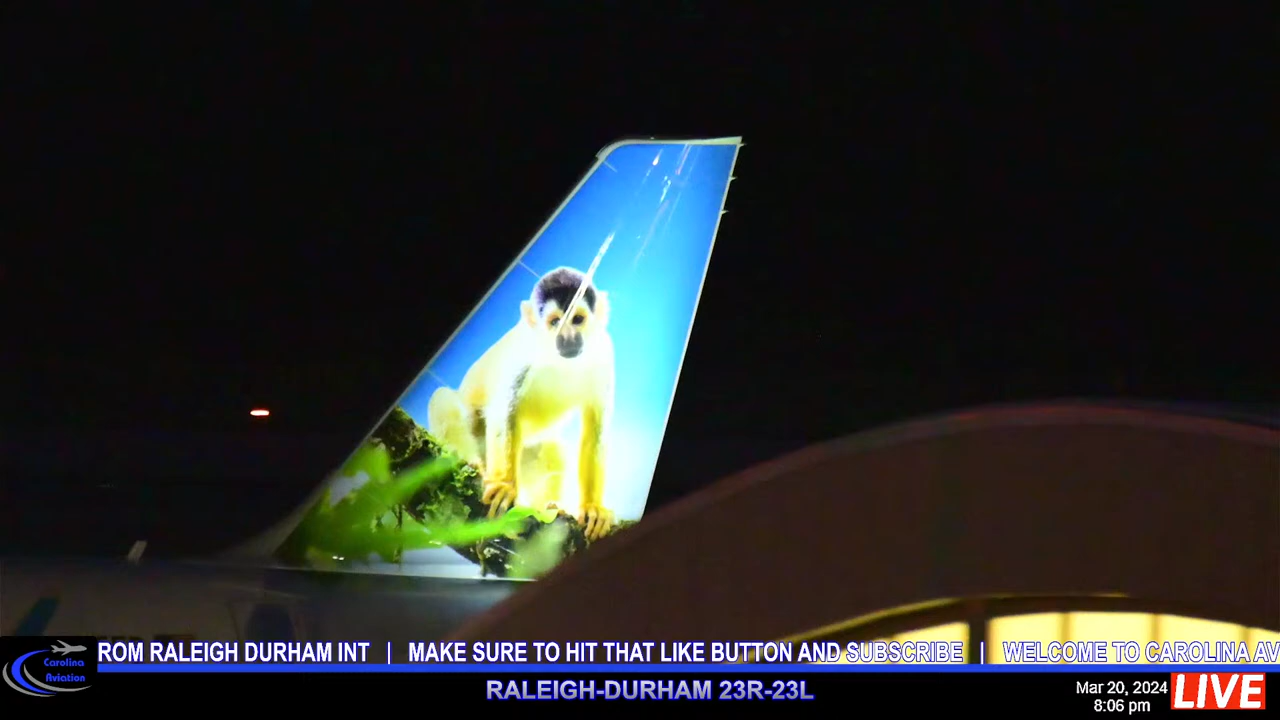 ROM RALEIGH DURHAM INT | MAKE SURE TO HIT THAT LIKE BUTTON AND SUBSCRIBE | WELCOME TO CAROLINA AV
Carolina
Aviation
RALEIGH-DURHAM 23R-23L
Mar 20, 2024
8:06 pm
LIVE